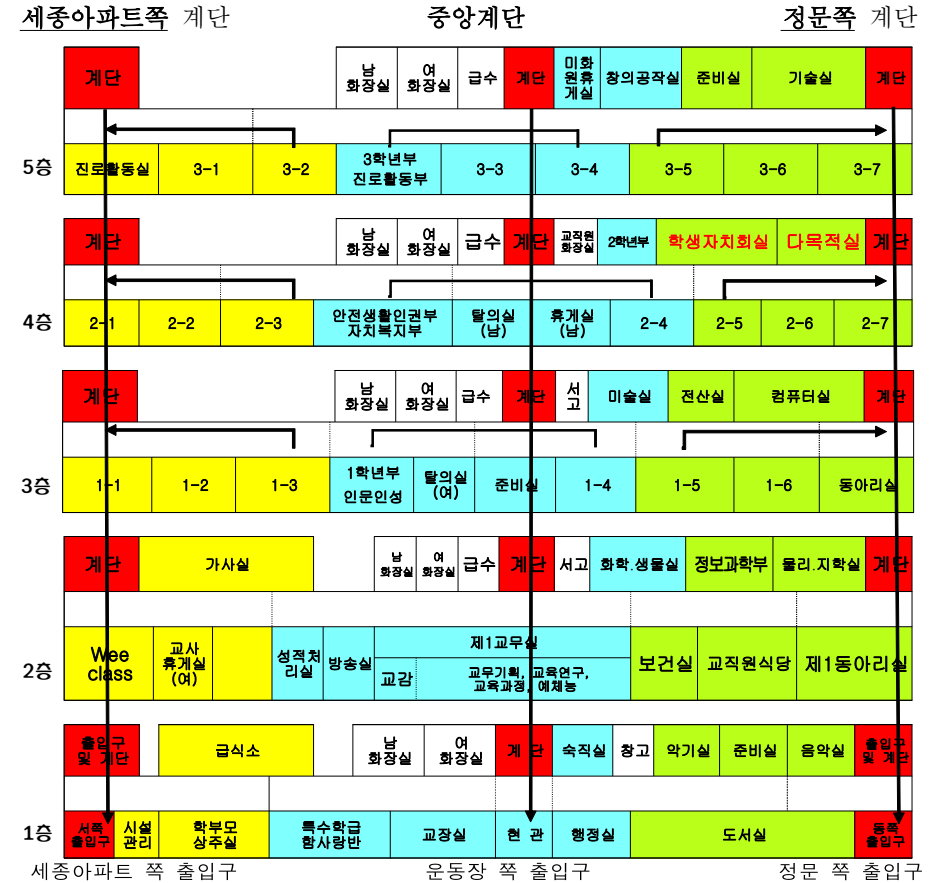 세종아파트쪽 계단 중앙계단 정문쪽 계단
계단 남 화장실 여 화장실 급수 계단 미화 원휴 게실 창의공작실 준비실 기술실 계단
5층 진로활동실 3-1 3-2 3학년부 진로활동부 3-3 3-4 3-5 3-6 3-7
계단 남 화장실 여 화장실 급수 계단 교직원 화장실 2학년부 학생자치회실 다목적실 계단
4층 2-1 2-2 2-3 안전생활인권부 자치복지부 탈의실 (남) 휴게실 (남) 2-4 2-5 2-6 2-7
계단 남 화장실 여 화장실 급수 계단 서고 미술실 전산실 컴퓨터실 계단
3층 1-1 1-2 1-3 1학년부 인문인성 탈의실 (여) 준비실 1-4 1-5 1-6 동아리실
계단 가사실 남 화장실 여 화장실 급수 계단 서고 화학.생물실 정보과학부 물리.지학실 계단
2층 Wee class 교사 휴게실 (여) 성적처 리실 방송실 제1교무실 교감 교무기획, 교육연구, 교육과정, 예체능 보건실 교직원식당 제1동아리실
출입구 및 계단 급식소 남 화장실 여 화장실 계 단 숙직실 창고 악기실 준비실 음악실 출입구 및 계단
1층 서쪽 출입구 시설 관리 학부모 상주실 특수학급 함사랑반 교장실 현 관 행정실 도서실 동쪽 출입구
세종아파트 쪽 출입구 운동장 쪽 출입구 정문 쪽 출입구